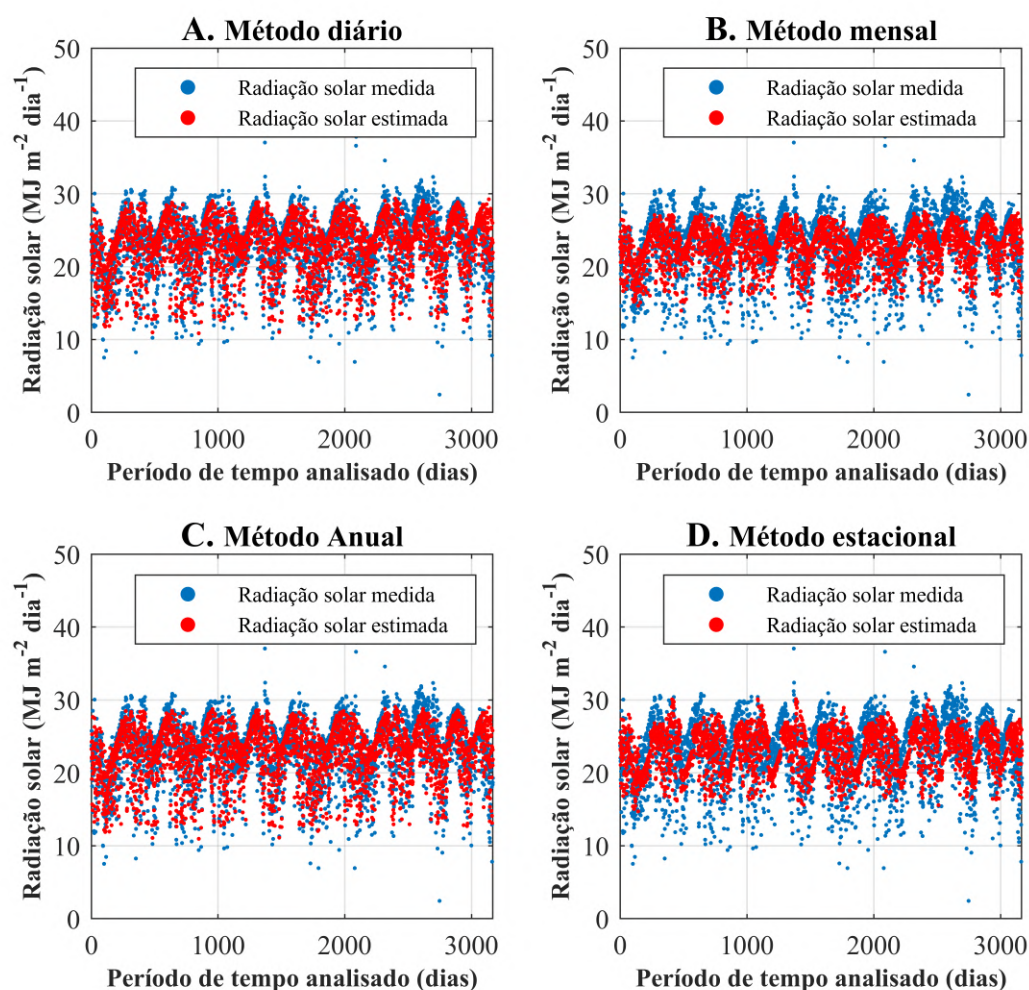 A. Método diário
50
40
30
20
10
0
Radiação solar (MJ m⁻² dia⁻¹)
Radiação solar medida
Radiação solar estimada
0 1000 2000 3000
Período de tempo analisado (dias)
B. Método mensal
50
40
30
20
10
0
Radiação solar (MJ m⁻² dia⁻¹)
Radiação solar medida
Radiação solar estimada
0 1000 2000 3000
Período de tempo analisado (dias)
C. Método Anual
50
40
30
20
10
0
Radiação solar (MJ m⁻² dia⁻¹)
Radiação solar medida
Radiação solar estimada
0 1000 2000 3000
Período de tempo analisado (dias)
D. Método estacional
50
40
30
20
10
0
Radiação solar (MJ m⁻² dia⁻¹)
Radiação solar medida
Radiação solar estimada
0 1000 2000 3000
Período de tempo analisado (dias)